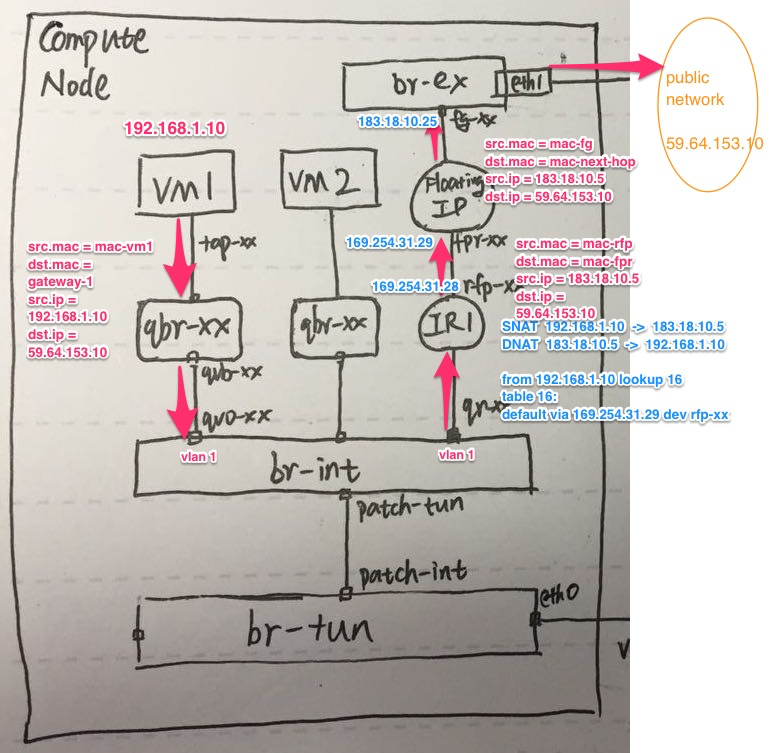 Compute
Node
br-ex
eth1
public
network
59.64.153.10
183.18.10.25
fg-xx
192.168.1.10
src.mac = mac-fg
dst.mac = mac-next-hop
src.ip = 183.18.10.5
dst.ip = 59.64.153.10
VM1
VM2
Floating
IP
tap-xx
169.254.31.29
fpr-xx
src.mac = mac-rfp
dst.mac = mac-fpr
src.ip = 183.18.10.5
dst.ip =
59.64.153.10
src.mac = mac-vm1
dst.mac =
gateway-1
src.ip =
192.168.1.10
dst.ip =
59.64.153.10
169.254.31.28
rfp-xx
qbr-xx
qbr-xx
IR1
SNAT 192.168.1.10 -> 183.18.10.5
DNAT 183.18.10.5 -> 192.168.1.10
qvb-xx
from 192.168.1.10 lookup 16
table 16:
default via 169.254.31.29 dev rfp-xx
qvo-xx
qr-xx
vlan 1
vlan 1
br-int
patch-tun
patch-int
eth0
br-tun